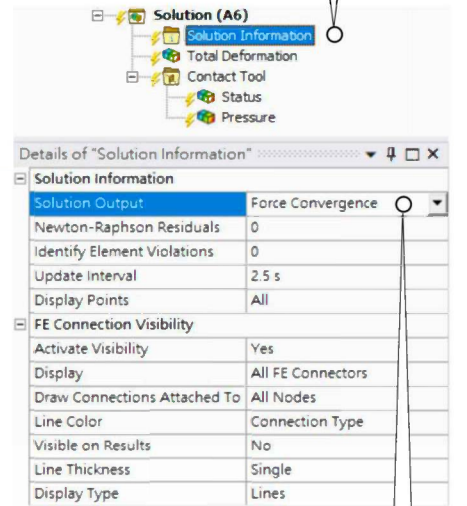 Solution (A6)
Solution Information
Total Deformation
Contact Tool
Status
Pressure
Details of "Solution Information"
Solution Information
Solution Output Force Convergence
Newton-Raphson Residuals 0
Identify Element Violations 0
Update Interval 2.5 s
Display Points All
FE Connection Visibility
Activate Visibility Yes
Display All FE Connectors
Draw Connections Attached To All Nodes
Line Color Connection Type
Visible on Results No
Line Thickness Single
Display Type Lines